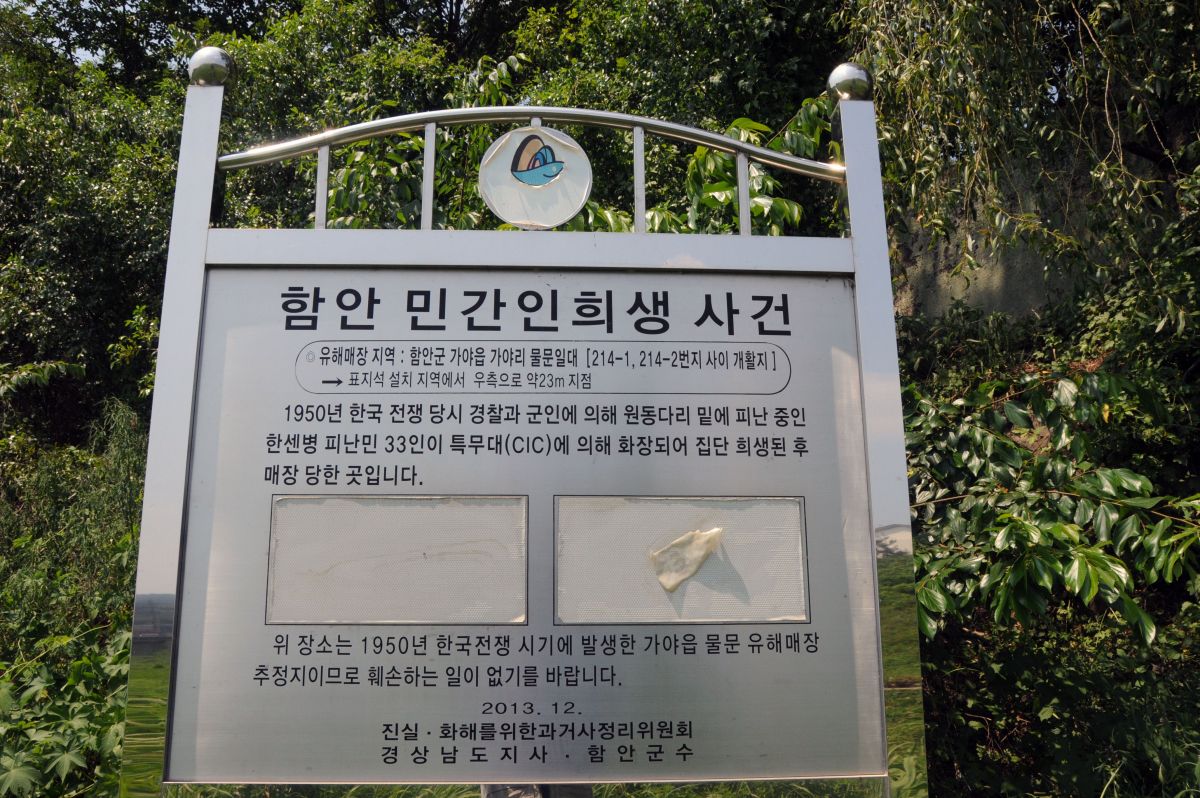 함안 민간인희생 사건
◎ 유해매장 지역 : 함안군 가야읍 가야리 물문일대 [214-1, 214-2번지 사이 개활지]
→ 표지석 설치 지역에서 우측으로 약23m 지점
1950년 한국 전쟁 당시 경찰과 군인에 의해 원동다리 밑에 피난 중인
한센병 피난민 33인이 특무대(CIC)에 의해 화장되어 집단 희생된 후
매장 당한 곳입니다.
위 장소는 1950년 한국전쟁 시기에 발생한 가야읍 물문 유해매장
추정지이므로 훼손하는 일이 없기를 바랍니다.
2013. 12.
진실·화해를위한과거사정리위원회
경상남도지사 · 함안군수